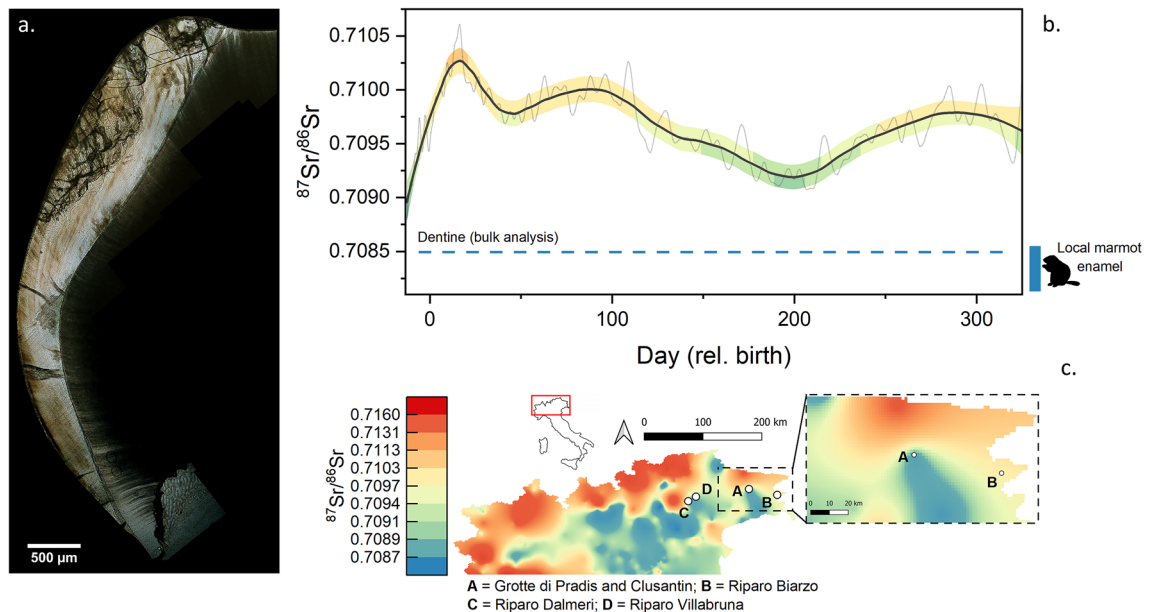 a.
500 µm
b.
⁸⁷Sr/⁸⁶Sr
0.7105
0.7100
0.7095
0.7090
0.7085
Dentine (bulk analysis)
Local marmot
enamel
0 100 200 300
Day (rel. birth)
c.
⁸⁷Sr/⁸⁶Sr
0.7160
0.7131
0.7113
0.7103
0.7097
0.7094
0.7091
0.7089
0.7087
0 100 200 km
D
C
A
B
A
B
0 10 20 km
A = Grotte di Pradis and Clusantin; B = Riparo Biarzo
C = Riparo Dalmeri; D = Riparo Villabruna